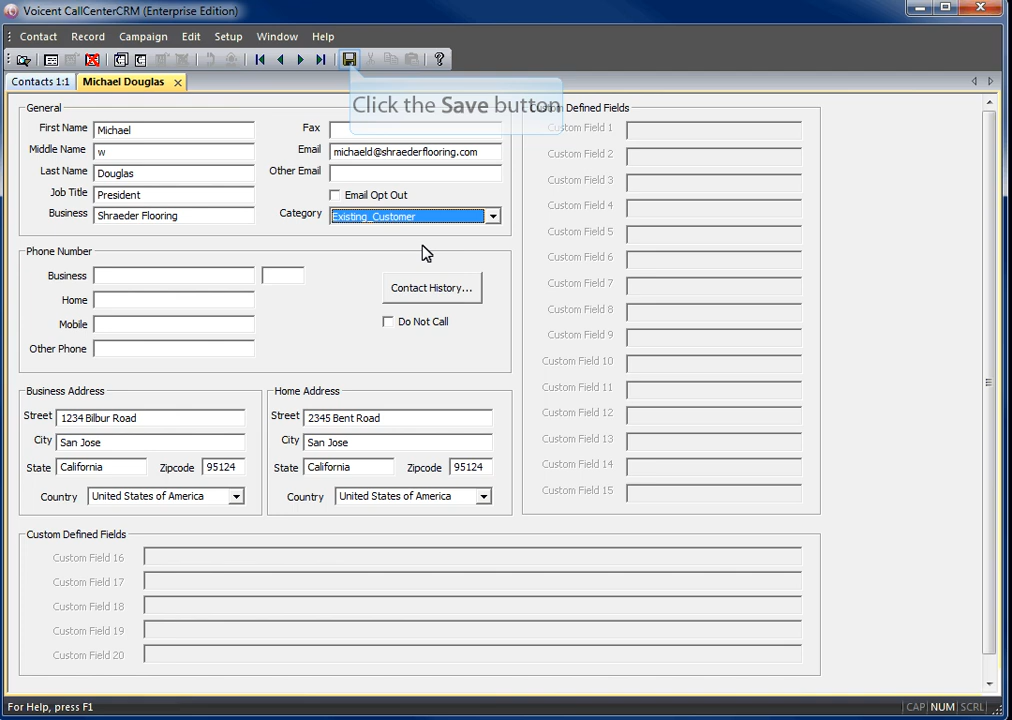 Voicent CallCenterCRM (Enterprise Edition)
Contact Record Campaign Edit Setup Window Help
Contacts 1:1 Michael Douglas
Click the Save button
General
First Name Michael
Middle Name w
Last Name Douglas
Job Title President
Business Shraeder Flooring
Fax
Email michaeld@shraederflooring.com
Other Email
Email Opt Out
Category Existing_Customer
Phone Number
Business
Home
Mobile
Other Phone
Contact History...
Do Not Call
Business Address
Street 1234 Bilbur Road
City San Jose
State California Zipcode 95124
Country United States of America
Home Address
Street 2345 Bent Road
City San Jose
State California Zipcode 95124
Country United States of America
Custom Defined Fields
Custom Field 1
Custom Field 2
Custom Field 3
Custom Field 4
Custom Field 5
Custom Field 6
Custom Field 7
Custom Field 8
Custom Field 9
Custom Field 10
Custom Field 11
Custom Field 12
Custom Field 13
Custom Field 14
Custom Field 15
Custom Defined Fields
Custom Field 16
Custom Field 17
Custom Field 18
Custom Field 19
Custom Field 20
For Help, press F1
CAP NUM SCRL